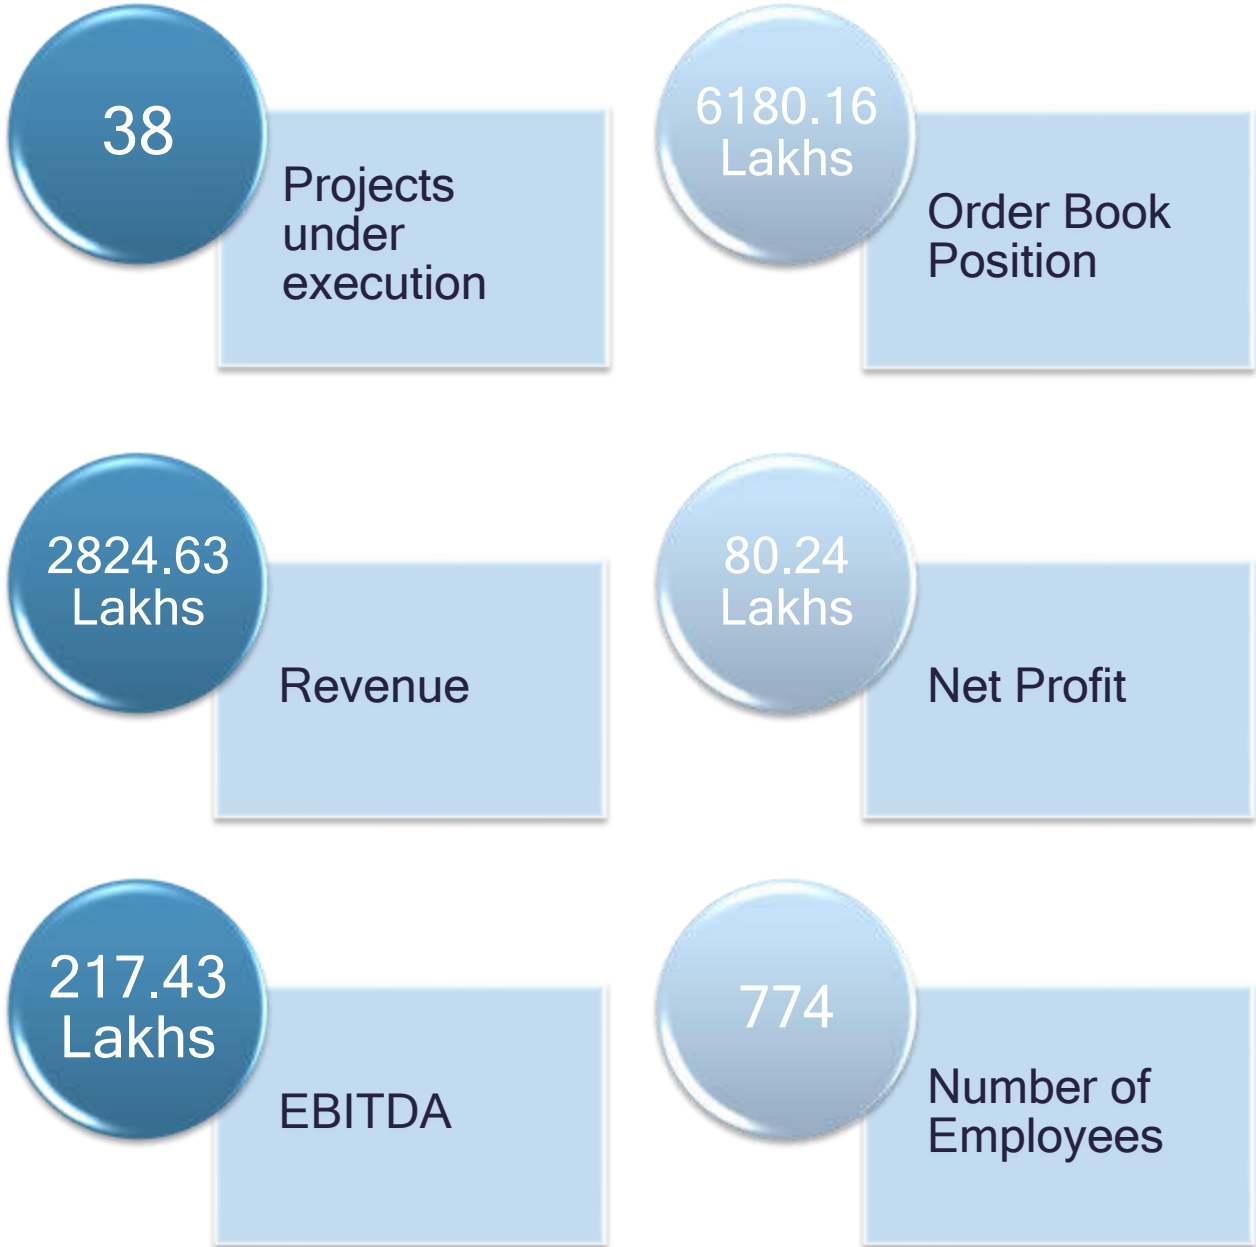 38
Projects
under
execution
6180.16
Lakhs
Order Book
Position
2824.63
Lakhs
Revenue
80.24
Lakhs
Net Profit
217.43
Lakhs
EBITDA
774
Number of
Employees